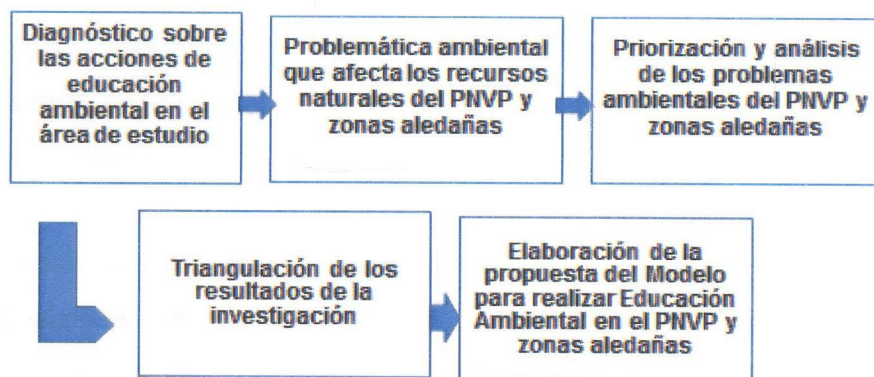 Diagnóstico sobre
las acciones de
educación
ambiental en el
área de estudio
Problemática ambiental
que afecta los recursos
naturales del PNVP y
zonas aledañas
Priorización y análisis
de los problemas
ambientales del PNVP y
zonas aledañas
Triangulación de los
resultados de la
investigación
Elaboración de la
propuesta del Modelo
para realizar Educación
Ambiental en el PNVP y
zonas aledañas